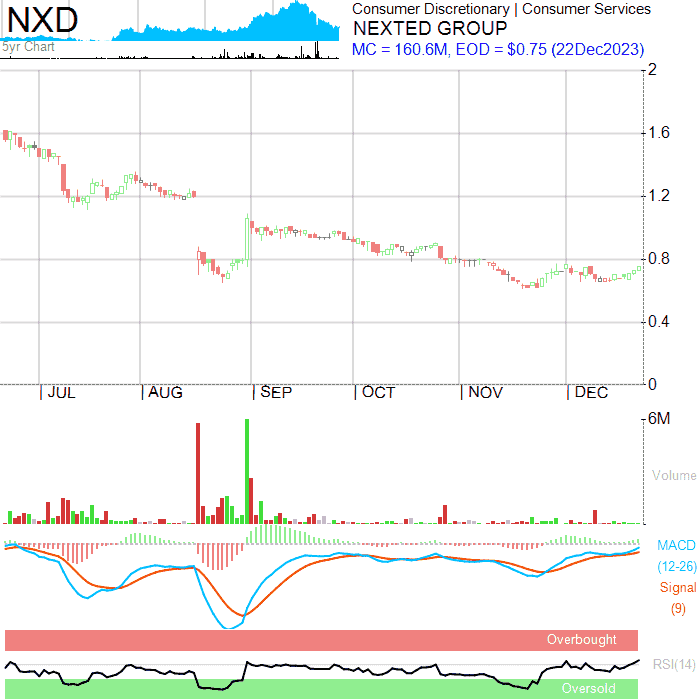 NXD
5yr Chart
Consumer Discretionary | Consumer Services
NEXTED GROUP
MC = 160.6M, EOD = $0.75 (22Dec2023)
2
1.6
1.2
0.8
0.4
0
JUL AUG SEP OCT NOV DEC
6M
Volume
MACD
(12-26)
Signal
(9)
Overbought
RSI(14)
Oversold